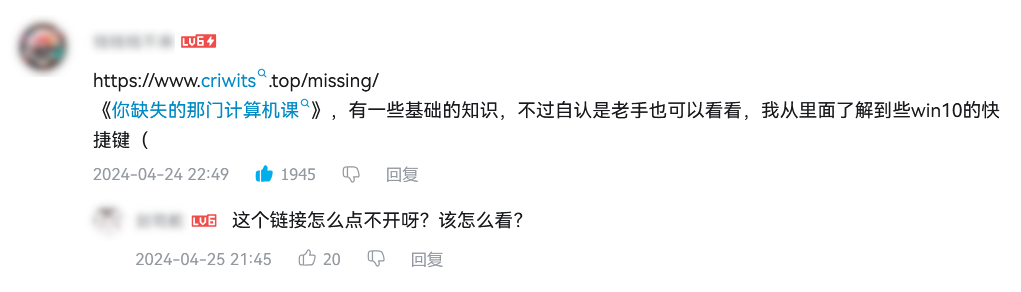 LV6
https://www.criwits.top/missing/
《你缺失的那门计算机课》，有一些基础的知识，不过自认是老手也可以看看，我从里面了解到些win10的快
捷键（
2024-04-24 22:49 1945 回复
LV6 这个链接怎么点不开呀？该怎么看？
2024-04-25 21:45 20 回复